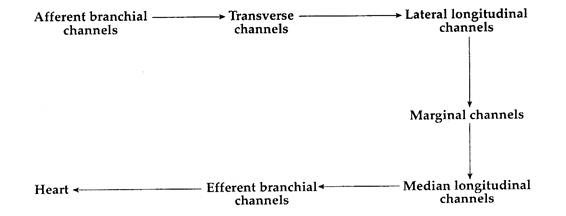 Afferent branchial
channels
Transverse
channels
Lateral longitudinal
channels
Marginal channels
Median longitudinal
channels
Efferent branchial
channels
Heart